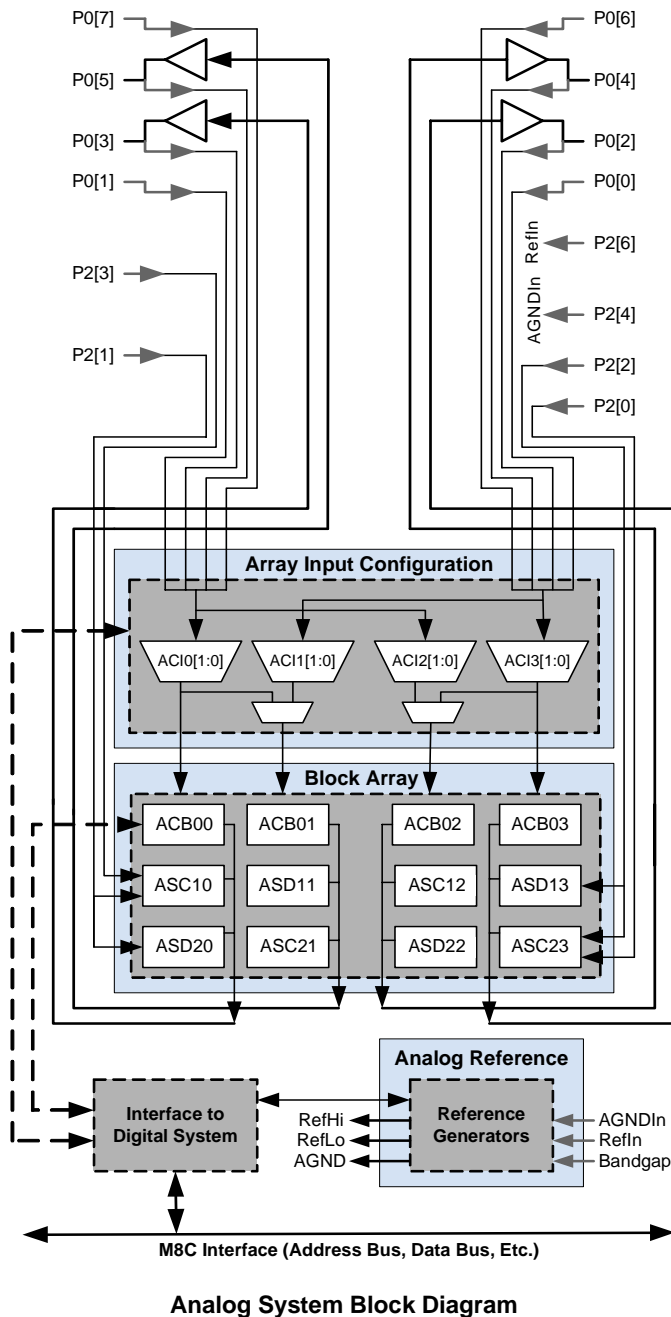 P0[7]
P0[6]
P0[5]
P0[4]
P0[3]
P0[2]
P0[1]
P0[0]
P2[3]
AGNDIn RefIn
P2[6]
P2[4]
P2[1]
P2[2]
P2[0]
Array Input Configuration
ACI0[1:0]
ACI1[1:0]
ACI2[1:0]
ACI3[1:0]
Block Array
ACB00
ACB01
ACB02
ACB03
ASC10
ASD11
ASC12
ASD13
ASD20
ASC21
ASD22
ASC23
Analog Reference
Interface to
Digital System
RefHi
RefLo
AGND
Reference
Generators
AGNDIn
RefIn
Bandgap
M8C Interface (Address Bus, Data Bus, Etc.)
Analog System Block Diagram